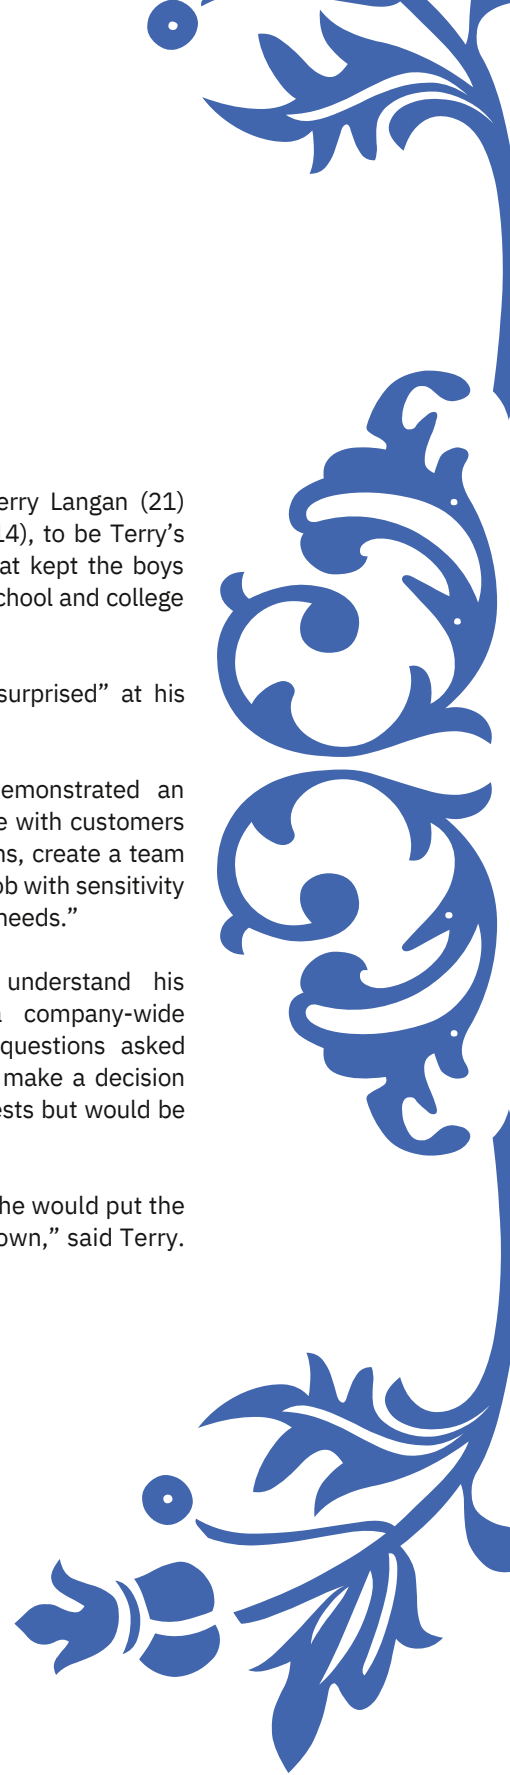 erry Langan (21)
14), to be Terry’s
at kept the boys
chool and college
surprised” at his
emonstrated an
e with customers
ns, create a team
ob with sensitivity
needs.”
understand his
company-wide
questions asked
make a decision
ests but would be
he would put the
own,” said Terry.